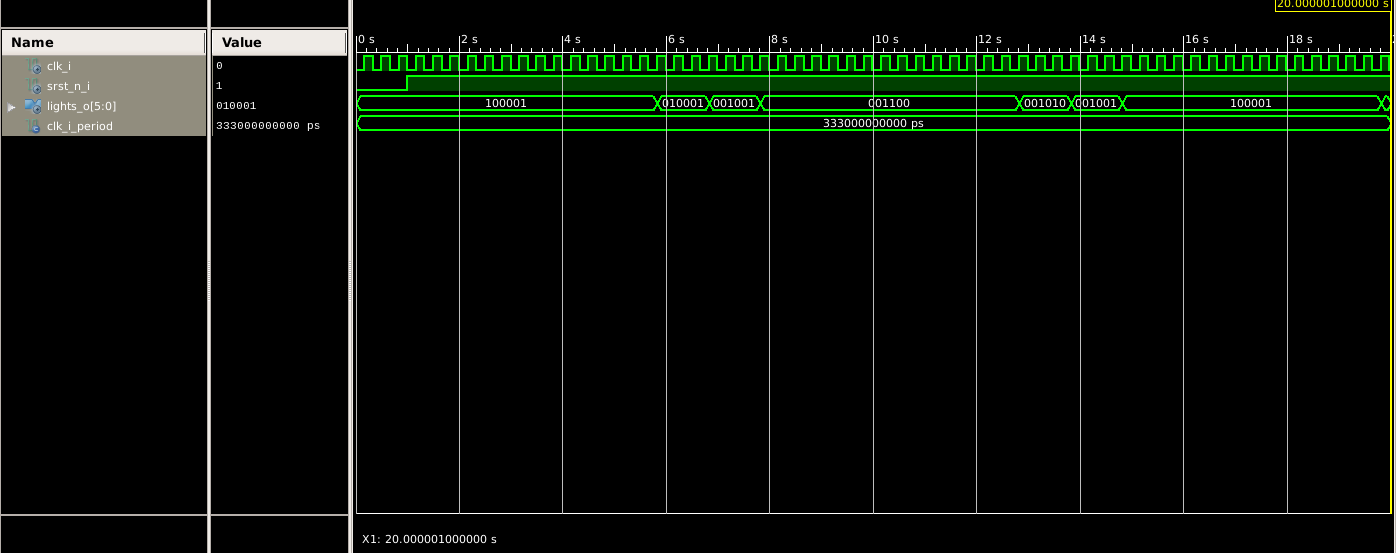 20.000001000000 s
Name Value 0 s 2 s 4 s 6 s 8 s 10 s 12 s 14 s 16 s 18 s
clk_i 0
srst_n_i 1
lights_o[5:0] 010001 100001 010001 001001 001100 001010 001001 100001
clk_i_period 333000000000 ps 333000000000 ps
X1: 20.000001000000 s